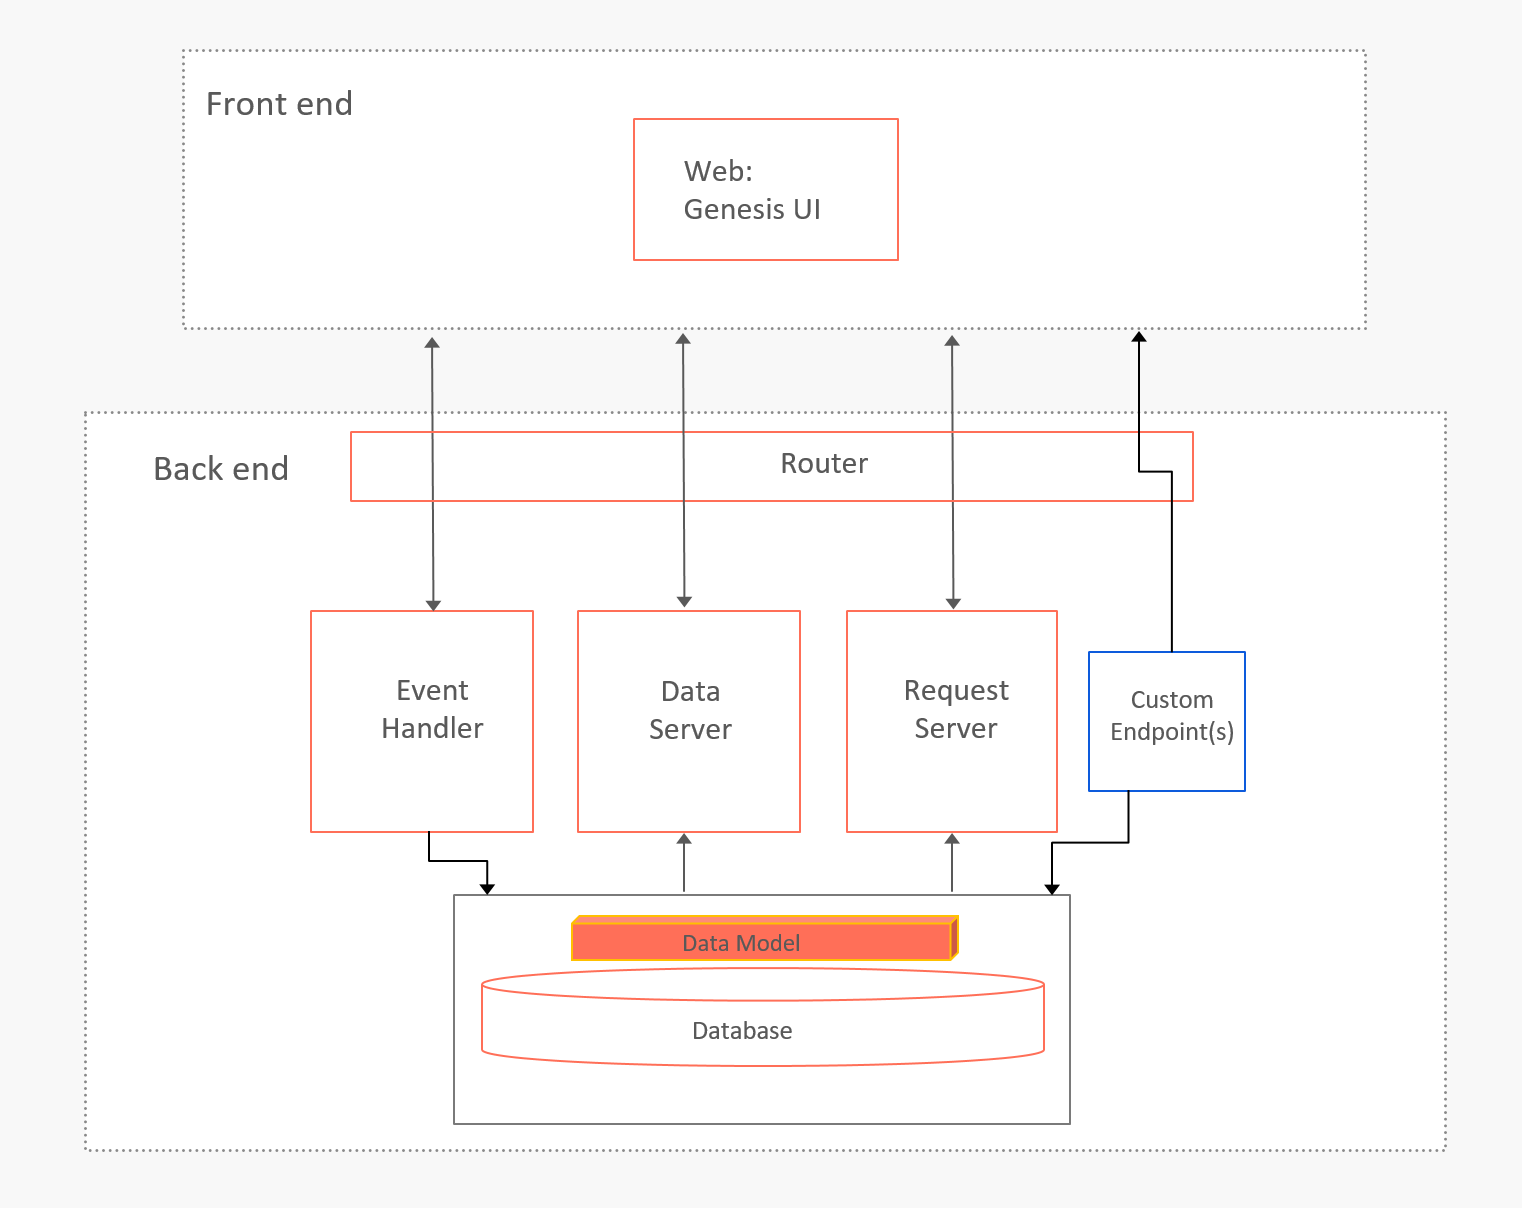 Front end
Web:
Genesis UI
Back end
Router
Event
Handler
Data
Server
Request
Server
Custom
Endpoint(s)
Data Model
Database